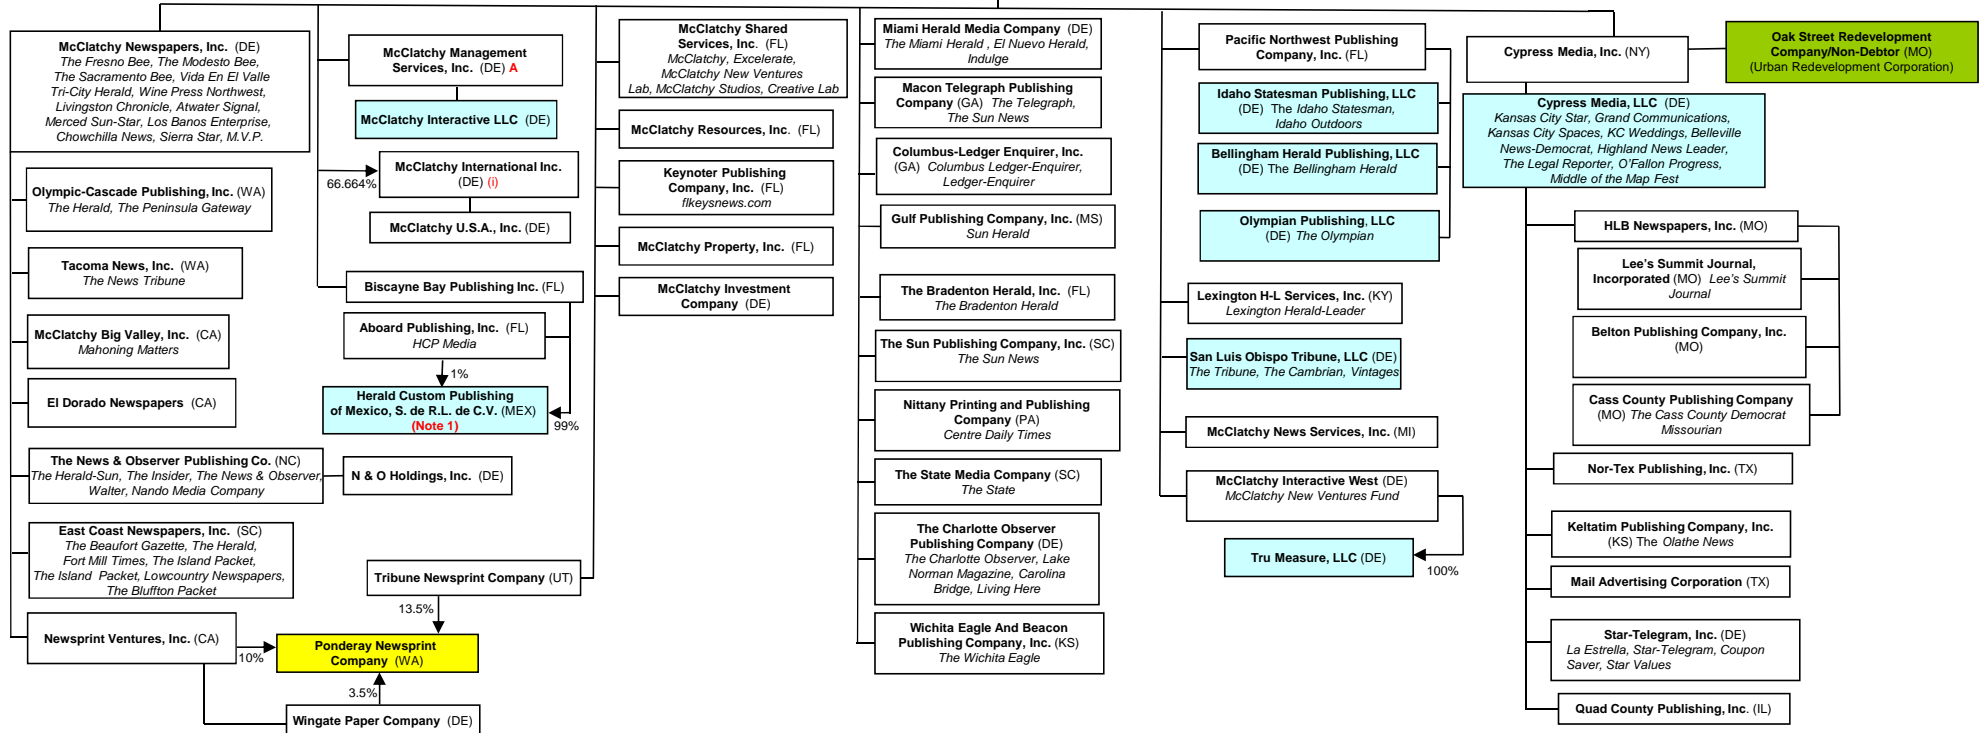 McClatchy Newspapers, Inc. (DE)
The Fresno Bee, The Modesto Bee,
The Sacramento Bee, Vida En El Valle
Tri-City Herald, Wine Press Northwest,
Livingston Chronicle, Atwater Signal,
Merced Sun-Star, Los Banos Enterprise,
Chowchilla News, Sierra Star, M.V.P.
Olympic-Cascade Publishing, Inc. (WA)
The Herald, The Peninsula Gateway
Tacoma News, Inc. (WA)
The News Tribune
McClatchy Big Valley, Inc. (CA)
Mahoning Matters
El Dorado Newspapers (CA)
The News & Observer Publishing Co. (NC)
The Herald-Sun, The Insider, The News & Observer,
Walter, Nando Media Company
N & O Holdings, Inc. (DE)
East Coast Newspapers, Inc. (SC)
The Beaufort Gazette, The Herald,
Fort Mill Times, The Island Packet,
The Island Packet, Lowcountry Newspapers,
The Bluffton Packet
Newsprint Ventures, Inc. (CA)
10%
Ponderay Newsprint
Company (WA)
3.5%
Wingate Paper Company (DE)
McClatchy Management
Services, Inc. (DE) A
McClatchy Interactive LLC (DE)
66.664%
McClatchy International Inc.
(DE) (i)
McClatchy U.S.A., Inc. (DE)
Biscayne Bay Publishing Inc. (FL)
Aboard Publishing, Inc. (FL)
HCP Media
1%
Herald Custom Publishing
of Mexico, S. de R.L. de C.V. (MEX)
(Note 1)
99%
Tribune Newsprint Company (UT)
13.5%
McClatchy Shared
Services, Inc. (FL)
McClatchy, Excelerate,
McClatchy New Ventures
Lab, McClatchy Studios, Creative Lab
McClatchy Resources, Inc. (FL)
Keynoter Publishing
Company, Inc. (FL)
flkeysnews.com
McClatchy Property, Inc. (FL)
McClatchy Investment
Company (DE)
Miami Herald Media Company (DE)
The Miami Herald , El Nuevo Herald,
Indulge
Macon Telegraph Publishing
Company (GA) The Telegraph,
The Sun News
Columbus-Ledger Enquirer, Inc.
(GA) Columbus Ledger-Enquirer,
Ledger-Enquirer
Gulf Publishing Company, Inc. (MS)
Sun Herald
The Bradenton Herald, Inc. (FL)
The Bradenton Herald
The Sun Publishing Company, Inc. (SC)
The Sun News
Nittany Printing and Publishing
Company (PA)
Centre Daily Times
The State Media Company (SC)
The State
The Charlotte Observer
Publishing Company (DE)
The Charlotte Observer, Lake
Norman Magazine, Carolina
Bridge, Living Here
Wichita Eagle And Beacon
Publishing Company, Inc. (KS)
The Wichita Eagle
Pacific Northwest Publishing
Company, Inc. (FL)
Idaho Statesman Publishing, LLC
(DE) The Idaho Statesman,
Idaho Outdoors
Bellingham Herald Publishing, LLC
(DE) The Bellingham Herald
Olympian Publishing, LLC
(DE) The Olympian
Lexington H-L Services, Inc. (KY)
Lexington Herald-Leader
San Luis Obispo Tribune, LLC (DE)
The Tribune, The Cambrian, Vintages
McClatchy News Services, Inc. (MI)
McClatchy Interactive West (DE)
McClatchy New Ventures Fund
Tru Measure, LLC (DE)
100%
Cypress Media, Inc. (NY)
Oak Street Redevelopment
Company/Non-Debtor (MO)
(Urban Redevelopment Corporation)
Cypress Media, LLC (DE)
Kansas City Star, Grand Communications,
Kansas City Spaces, KC Weddings, Belleville
News-Democrat, Highland News Leader,
The Legal Reporter, O'Fallon Progress,
Middle of the Map Fest
HLB Newspapers, Inc. (MO)
Lee's Summit Journal,
Incorporated (MO) Lee's Summit
Journal
Belton Publishing Company, Inc.
(MO)
Cass County Publishing Company
(MO) The Cass County Democrat
Missourian
Nor-Tex Publishing, Inc. (TX)
Keltatim Publishing Company, Inc.
(KS) The Olathe News
Mail Advertising Corporation (TX)
Star-Telegram, Inc. (DE)
La Estrella, Star-Telegram, Coupon
Saver, Star Values
Quad County Publishing, Inc. (IL)